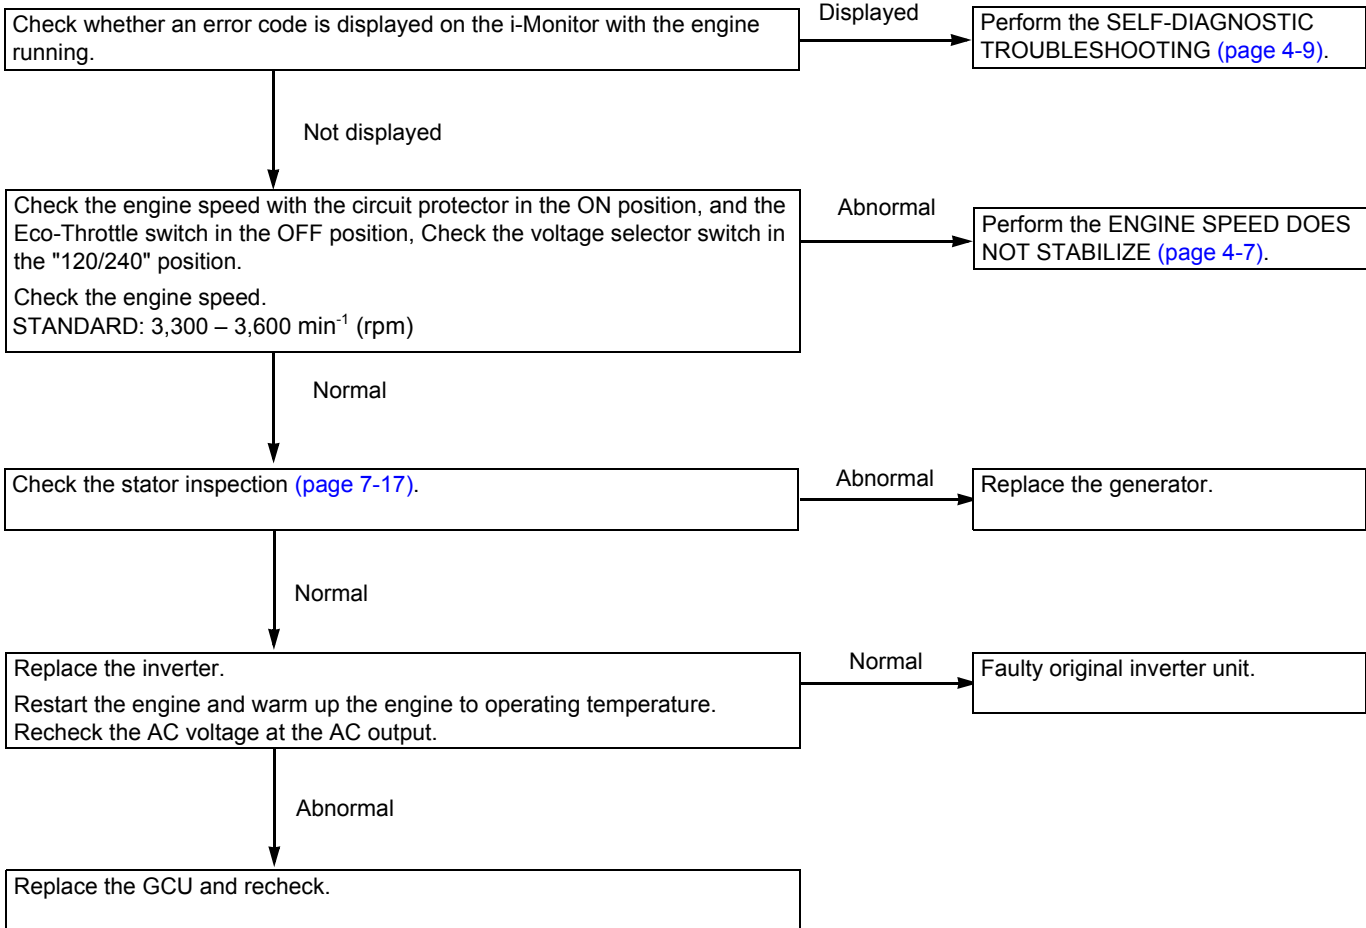 Check whether an error code is displayed on the i-Monitor with the engine
running.
Displayed
Perform the SELF-DIAGNOSTIC
TROUBLESHOOTING (page 4-9).
Not displayed
Check the engine speed with the circuit protector in the ON position, and the
Eco-Throttle switch in the OFF position, Check the voltage selector switch in
the "120/240" position.
Check the engine speed.
STANDARD: 3,300 – 3,600 min-1 (rpm)
Abnormal
Perform the ENGINE SPEED DOES
NOT STABILIZE (page 4-7).
Normal
Check the stator inspection (page 7-17).
Abnormal
Replace the generator.
Normal
Replace the inverter.
Restart the engine and warm up the engine to operating temperature.
Recheck the AC voltage at the AC output.
Normal
Faulty original inverter unit.
Abnormal
Replace the GCU and recheck.